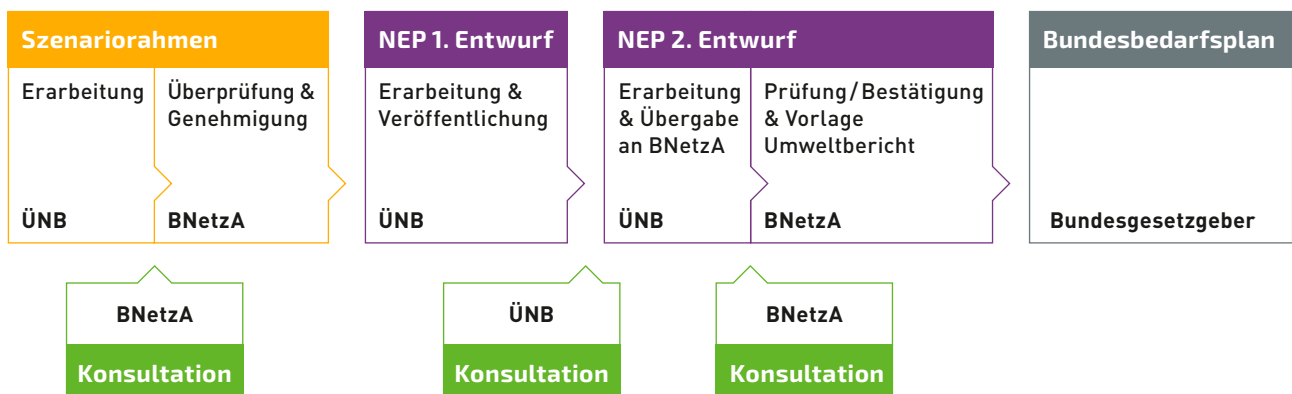 Szenariorahmen
Erarbeitung
ÜNB
Überprüfung &
Genehmigung
BNetzA
NEP 1. Entwurf
Erarbeitung &
Veröffentlichung
ÜNB
NEP 2. Entwurf
Erarbeitung
& Übergabe
an BNetzA
ÜNB
Prüfung/Bestätigung
& Vorlage
Umweltbericht
BNetzA
Bundesbedarfsplan
Bundesgesetzgeber
BNetzA
Konsultation
ÜNB
Konsultation
BNetzA
Konsultation